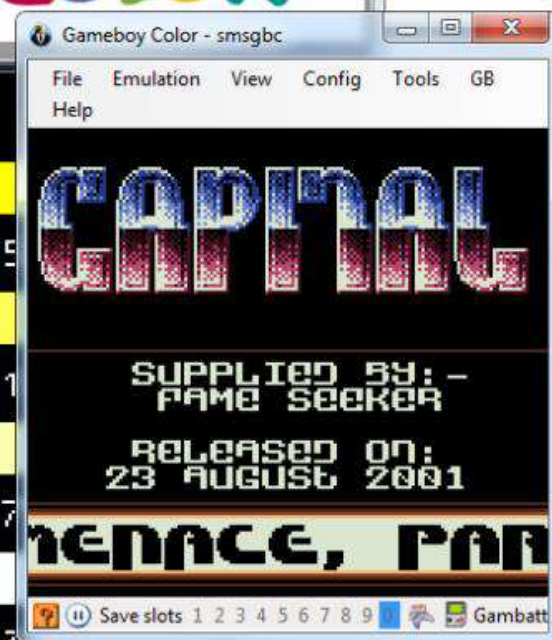 Gameboy Color - smsgbc
File Emulation View Config Tools GB
Help
CAPITAL
SUPPLIED BY:-
FAME SEEKER
RELEASED ON:
23 AUGUST 2001
MENACE, PAR
Save slots 1 2 3 4 5 6 7 8 9 0 Gambatt